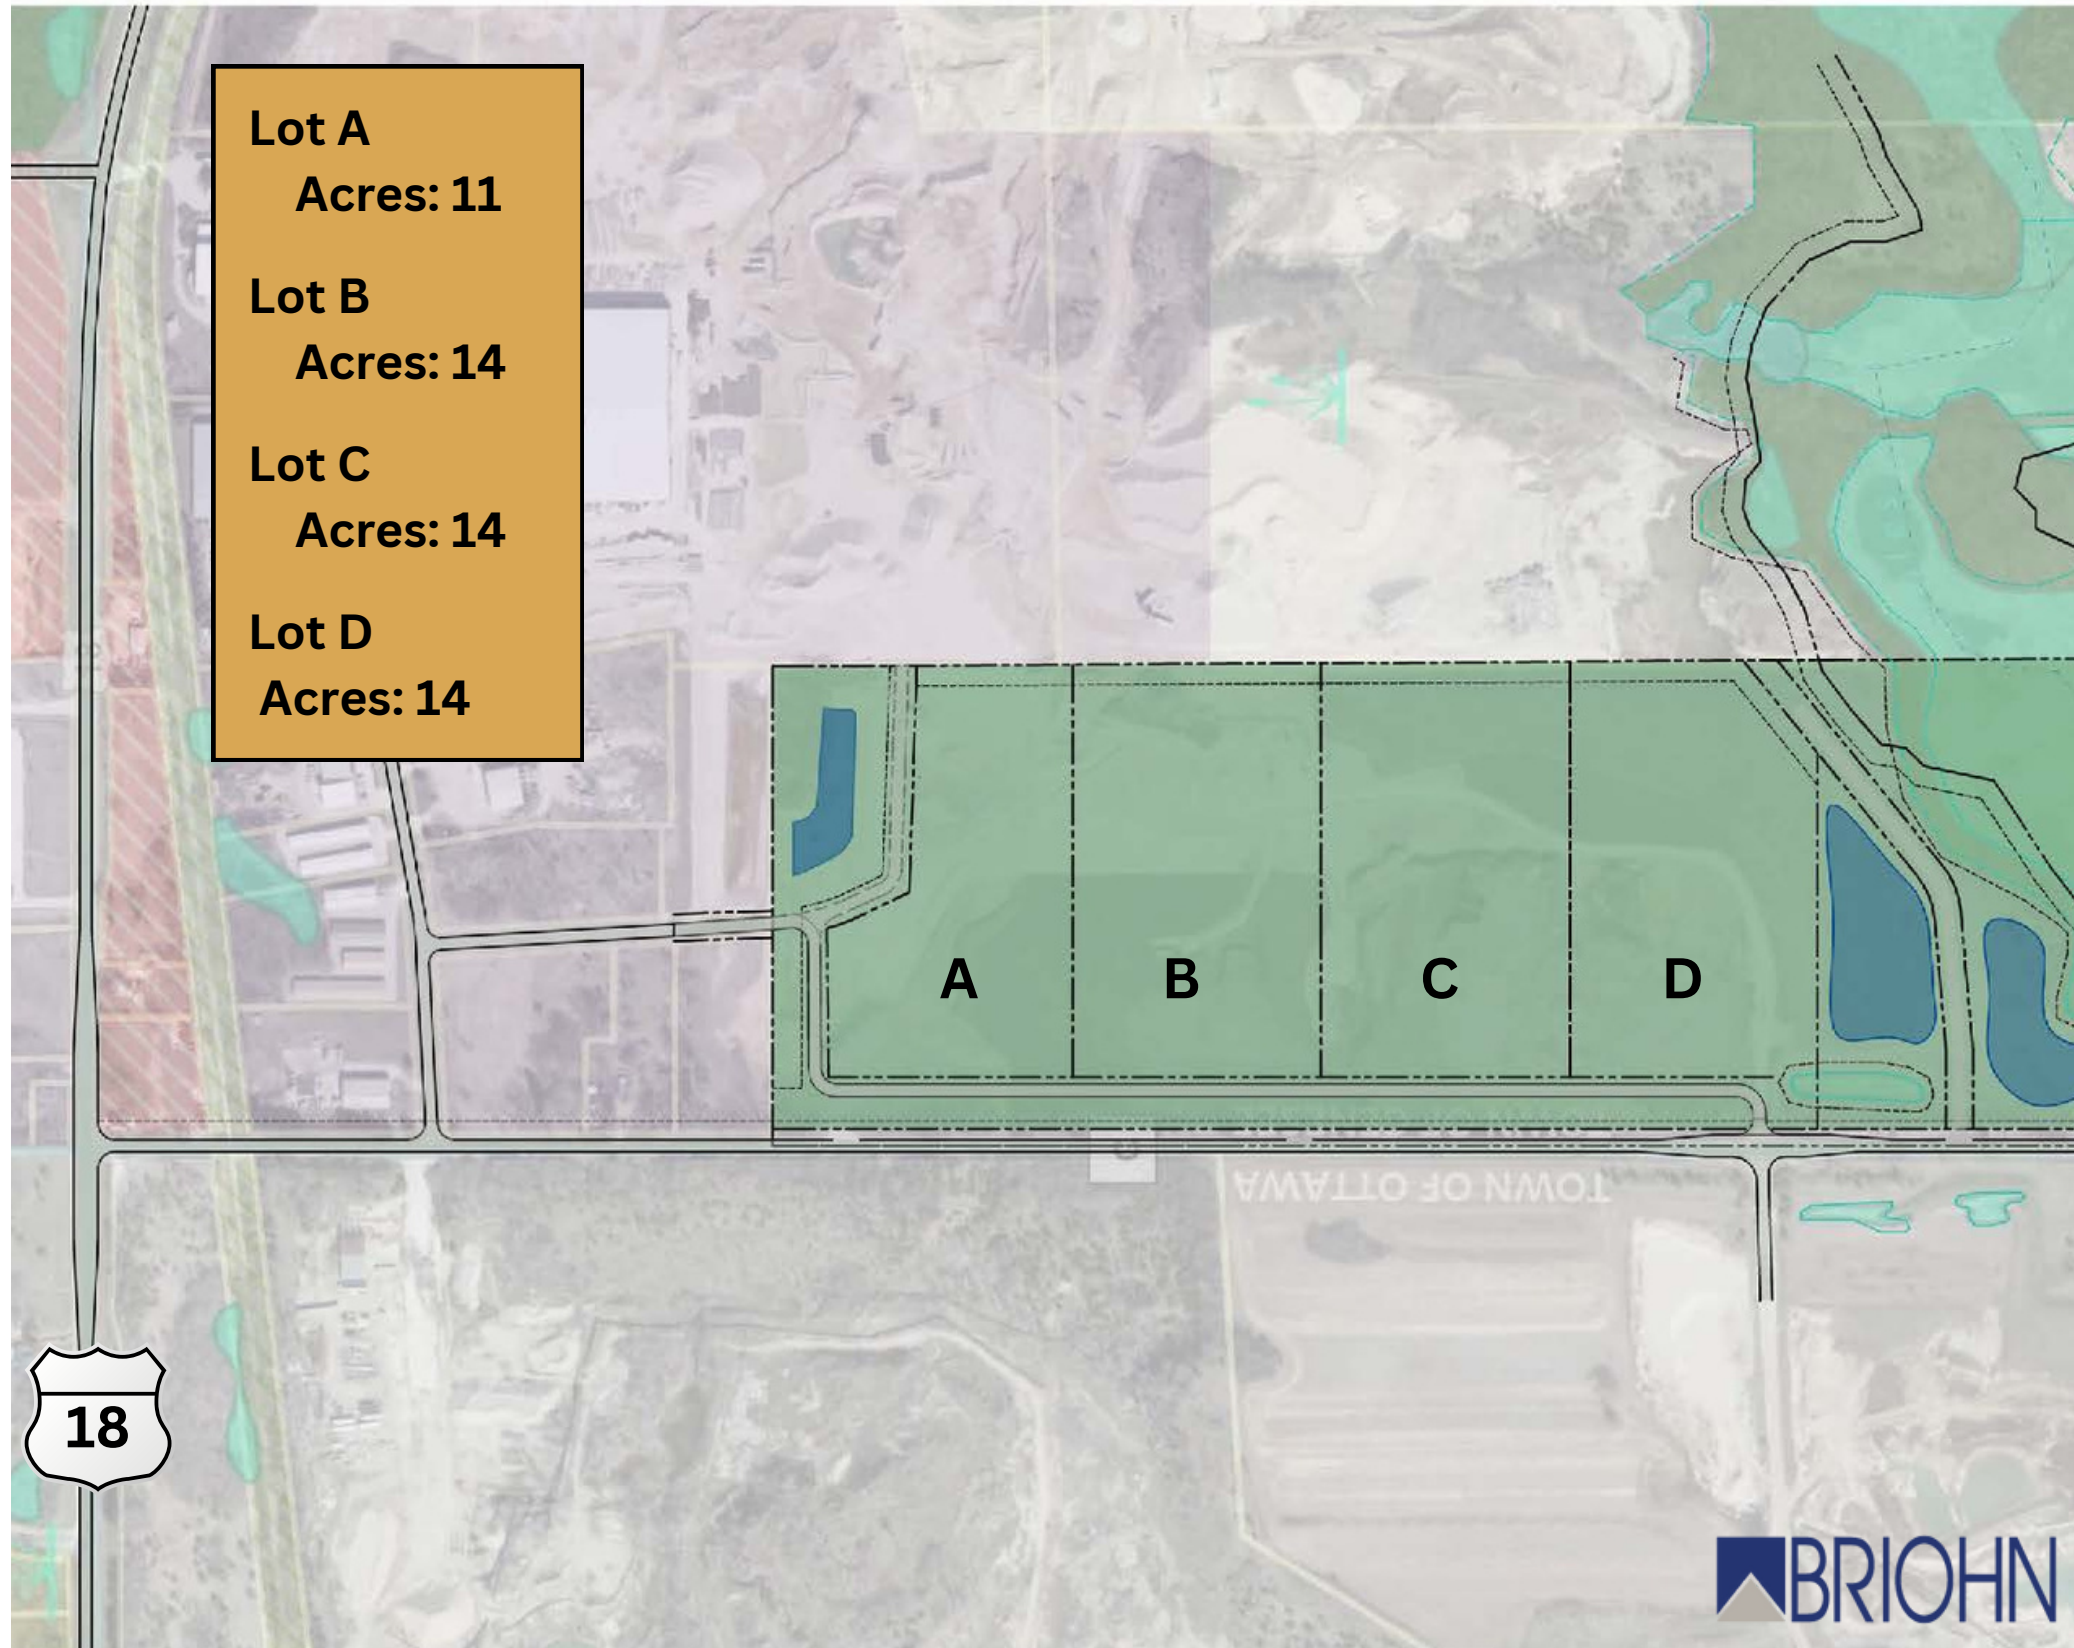 Lot A
Acres: 11
Lot B
Acres: 14
Lot C
Acres: 14
Lot D
Acres: 14
A
B
C
D
TOWN OF OTTAWA
18
BRIOHN